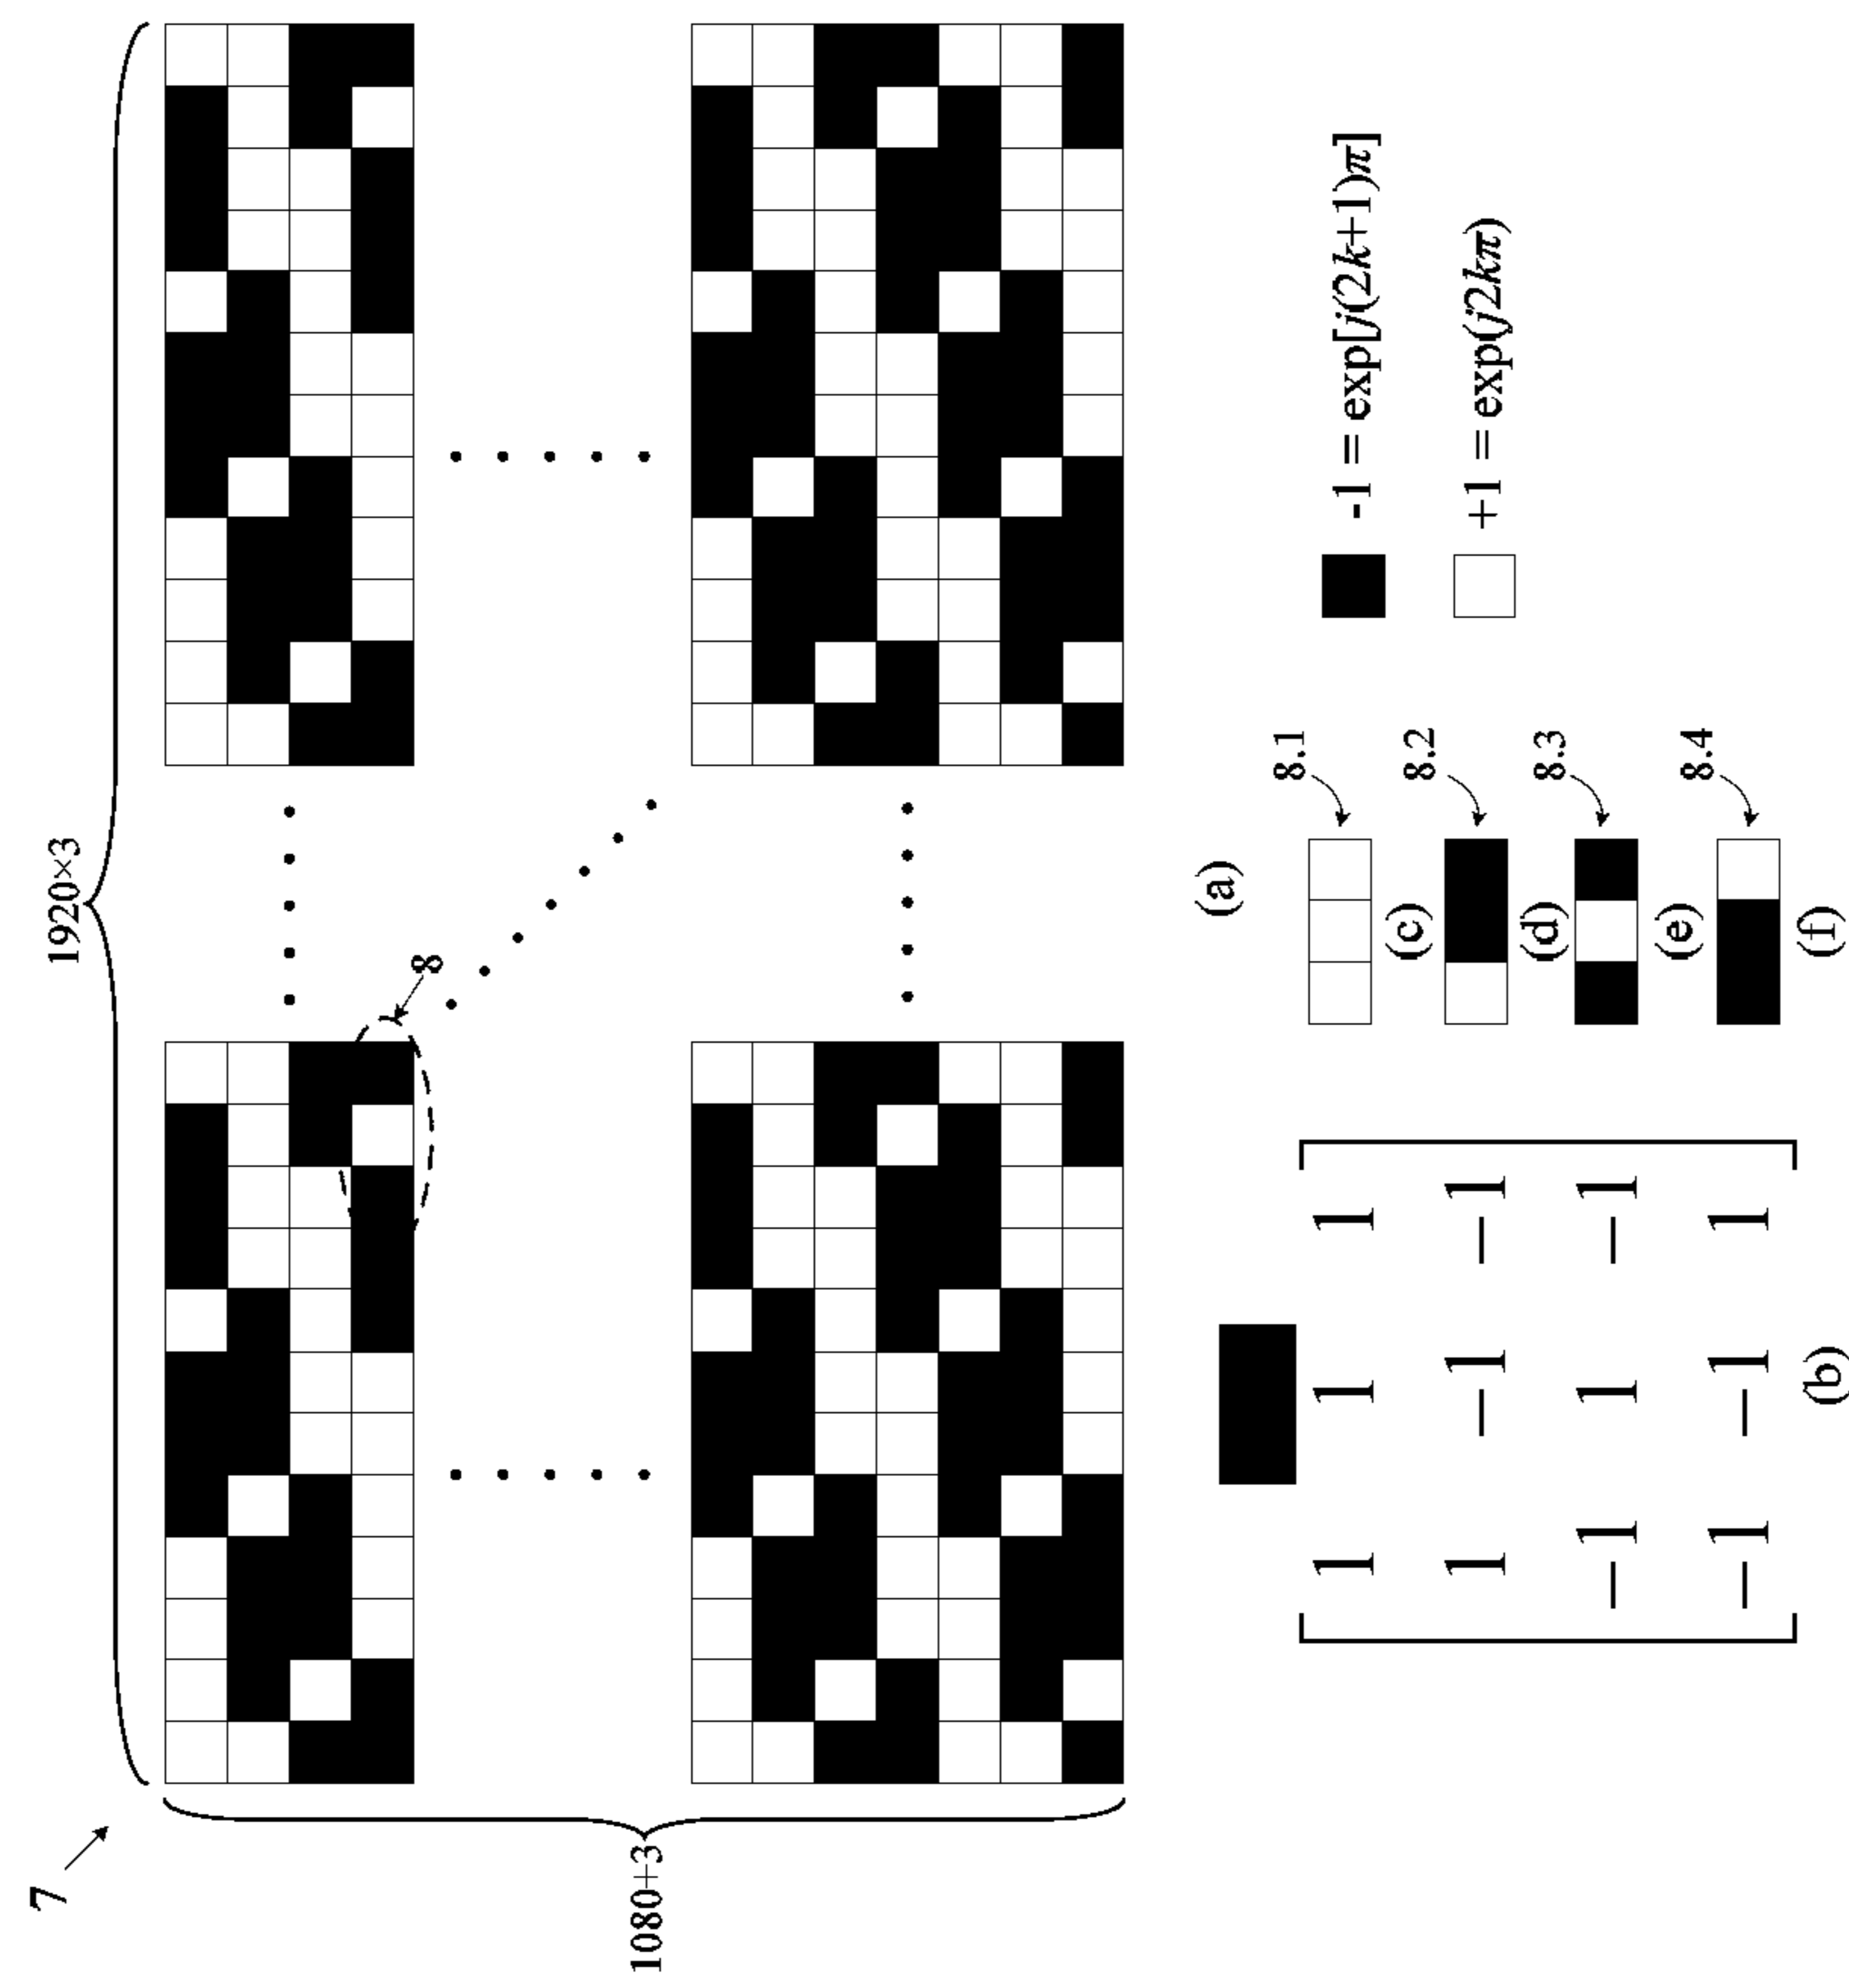 7
1920×3
1080+3
8
(a)
1 1 1
1 −1 −1
−1 1 −1
−1 −1 1
(b)
8.1
(c)
8.2
(d)
8.3
(e)
8.4
(f)
-1 = exp[j(2k+1)π]
+1 = exp(j2kπ)